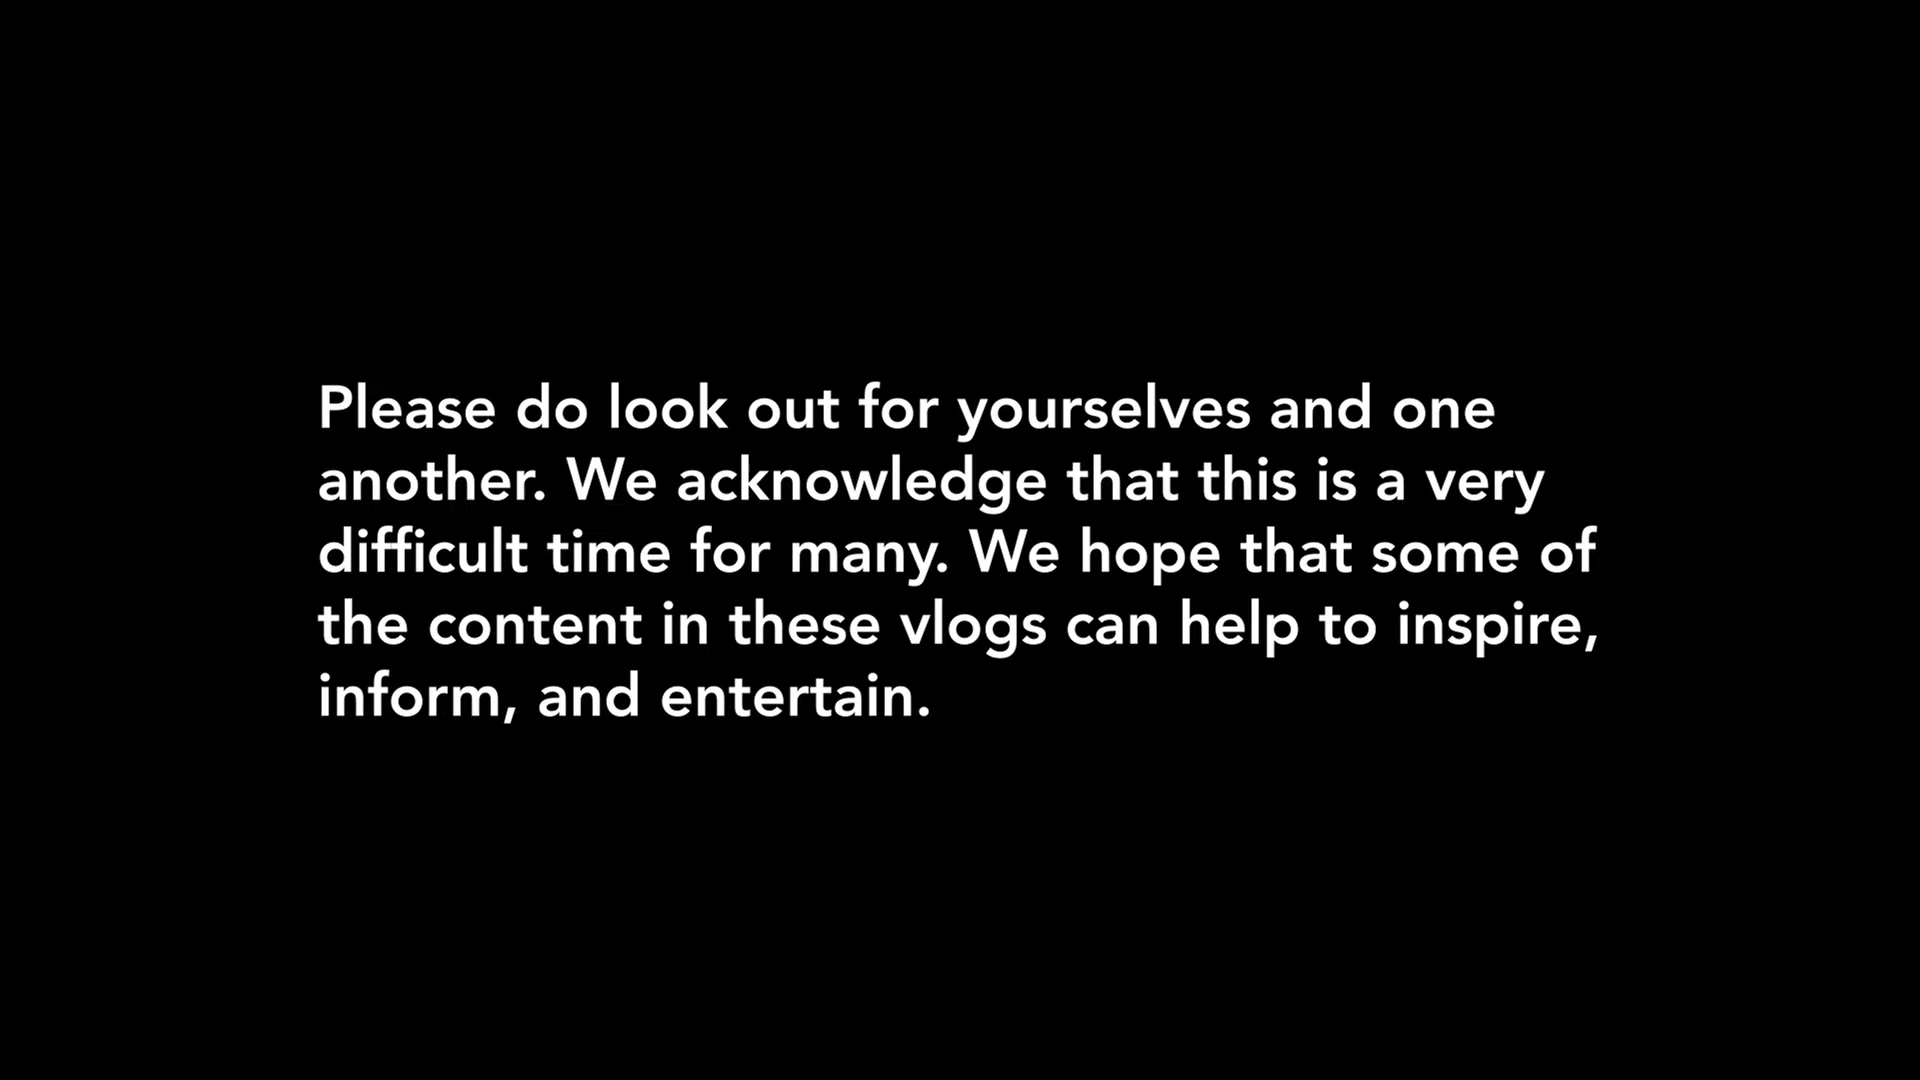 Please do look out for yourselves and one
another. We acknowledge that this is a very
difficult time for many. We hope that some of
the content in these vlogs can help to inspire,
inform, and entertain.